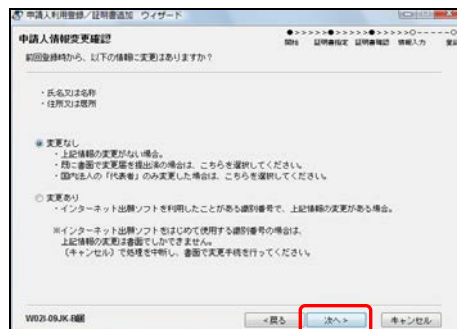 申請人利用登録／証明書追加 ウィザード
申請人情報変更確認
●>>>>>●>>>>>●>>>>>○-----○
開始 証明書指定 証明書確認 情報入力
前回登録時から、以下の情報に変更はありますか？
・氏名又は名称
・住所又は居所
変更なし
・上記情報の変更がない場合。
・既に書面で変更届を提出済の場合は、こちらを選択してください。
・国内法人の「代表者」のみ変更した場合は、こちらを選択してください。
変更あり
・インターネット出願ソフトを利用したことがある識別番号で、上記情報の変更がある場合。
※インターネット出願ソフトをはじめて使用する識別番号の場合は、
上記情報の変更は書面でしかできません。
（キャンセル）で処理を中断し、書面で変更手続を行ってください。
<戻る
次へ>
キャンセル